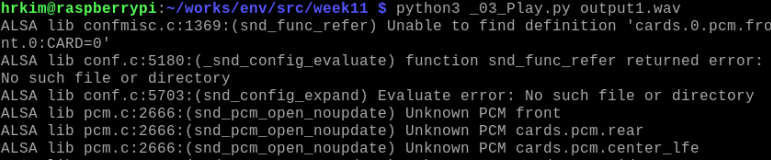 hrkim@raspberrypi:~/works/env/src/week11 $ python3 _03_Play.py output1.wav
ALSA lib confmisc.c:1369:(snd_func_refer) Unable to find definition 'cards.0.pcm.fro
nt.0:CARD=0'
ALSA lib conf.c:5180:(_snd_config_evaluate) function snd_func_refer returned error:
No such file or directory
ALSA lib conf.c:5703:(snd_config_expand) Evaluate error: No such file or directory
ALSA lib pcm.c:2666:(snd_pcm_open_noupdate) Unknown PCM front
ALSA lib pcm.c:2666:(snd_pcm_open_noupdate) Unknown PCM cards.pcm.rear
ALSA lib pcm.c:2666:(snd_pcm_open_noupdate) Unknown PCM cards.pcm.center_lfe